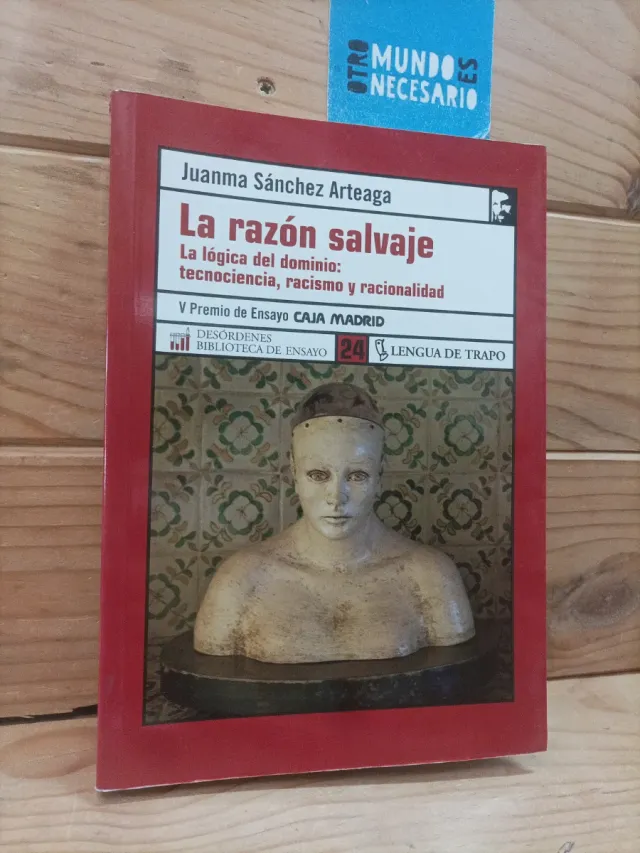 OTRO
MUNDO
ES
NECESARIO
Juanma Sánchez Arteaga
La razón salvaje
La lógica del dominio:
tecnociencia, racismo y racionalidad
V Premio de Ensayo CAJA MADRID
DESÓRDENES
BIBLIOTECA DE ENSAYO
24
LENGUA DE TRAPO